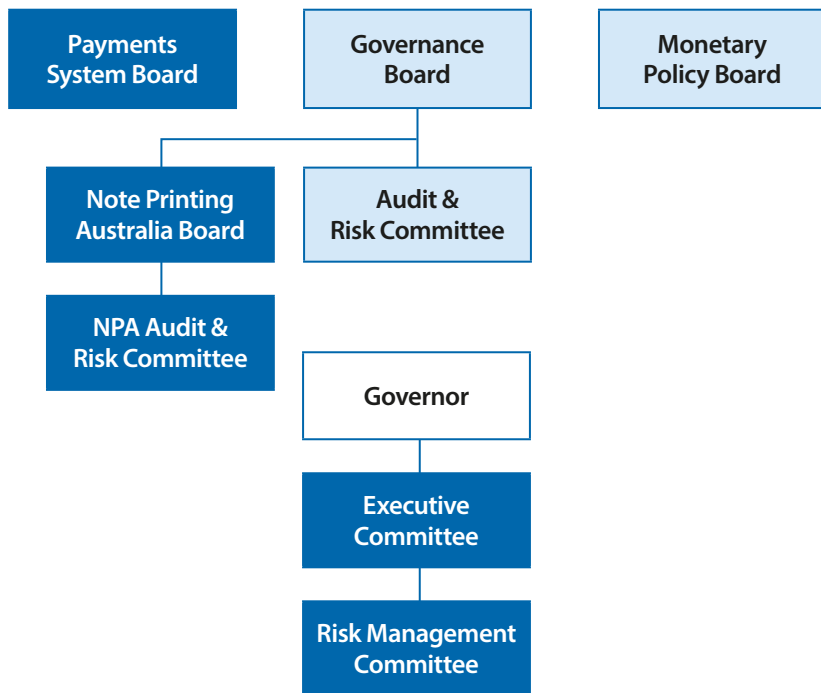 Payments
System Board
Governance
Board
Monetary
Policy Board
Note Printing
Australia Board
Audit &
Risk Committee
NPA Audit &
Risk Committee
Governor
Executive
Committee
Risk Management
Committee